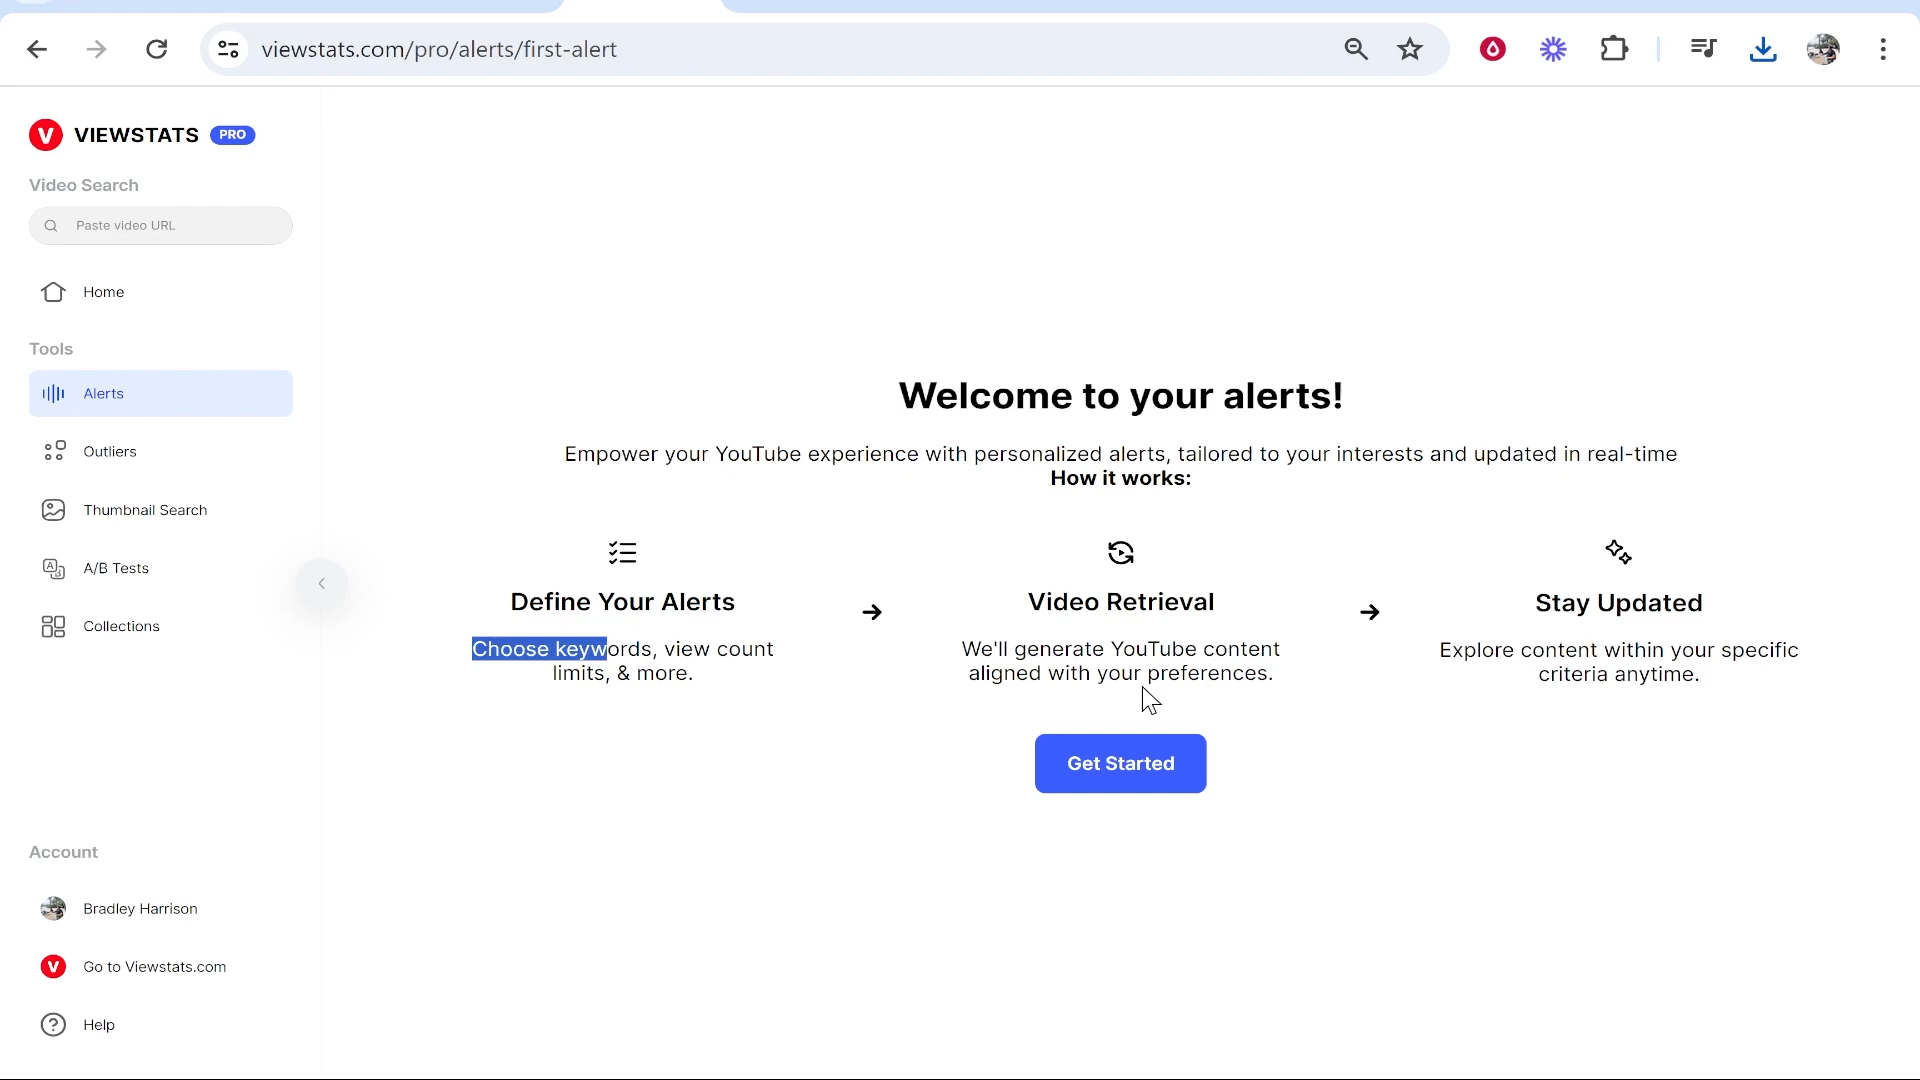 viewstats.com/pro/alerts/first-alert
V VIEWSTATS PRO
Video Search
Paste video URL
Home
Tools
Alerts
Outliers
Thumbnail Search
A/B Tests
Collections
Account
Bradley Harrison
V Go to Viewstats.com
Help
Welcome to your alerts!
Empower your YouTube experience with personalized alerts, tailored to your interests and updated in real-time
How it works:
Define Your Alerts
Choose keywords, view count
limits, & more.
Video Retrieval
We'll generate YouTube content
aligned with your preferences.
Stay Updated
Explore content within your specific
criteria anytime.
Get Started